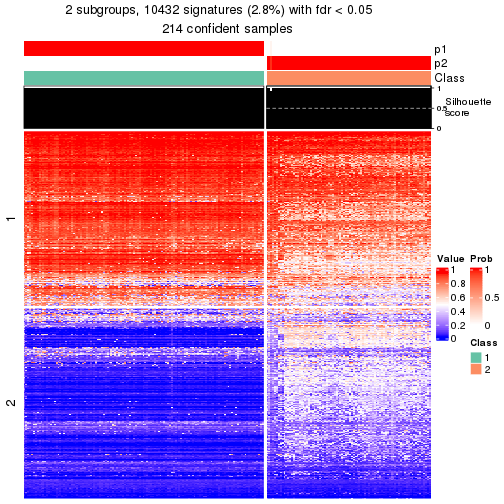 2 subgroups, 10432 signatures (2.8%) with fdr < 0.05
214 confident samples
p1
p2
Class
1
0.5
0
Silhouette
score
1
2
Value
1
0.8
0.6
0.4
0.2
0
Prob
1
0.5
0
Class
1
2